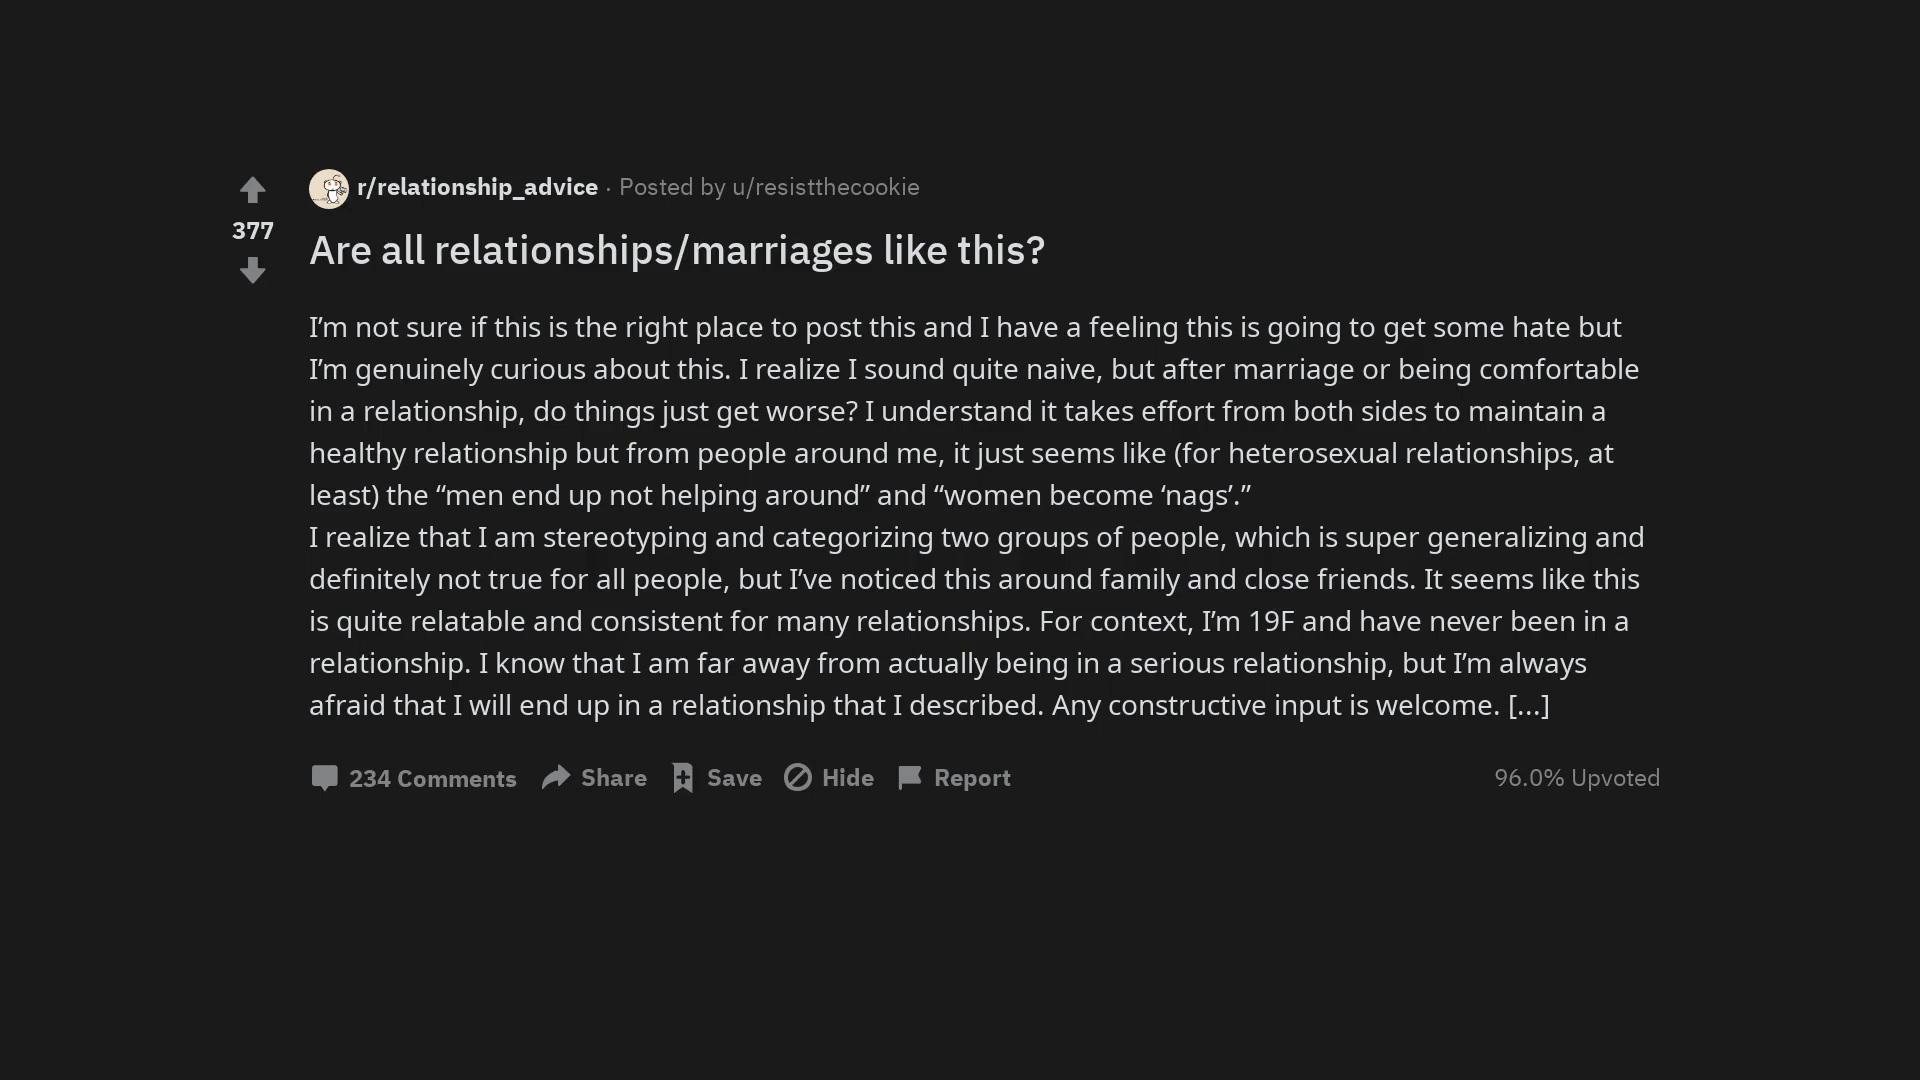 r/relationship_advice · Posted by u/resistthecookie
377
Are all relationships/marriages like this?
I’m not sure if this is the right place to post this and I have a feeling this is going to get some hate but
I’m genuinely curious about this. I realize I sound quite naive, but after marriage or being comfortable
in a relationship, do things just get worse? I understand it takes effort from both sides to maintain a
healthy relationship but from people around me, it just seems like (for heterosexual relationships, at
least) the “men end up not helping around” and “women become ‘nags’.”
I realize that I am stereotyping and categorizing two groups of people, which is super generalizing and
definitely not true for all people, but I’ve noticed this around family and close friends. It seems like this
is quite relatable and consistent for many relationships. For context, I’m 19F and have never been in a
relationship. I know that I am far away from actually being in a serious relationship, but I’m always
afraid that I will end up in a relationship that I described. Any constructive input is welcome. [...]
234 Comments Share Save Hide Report 96.0% Upvoted